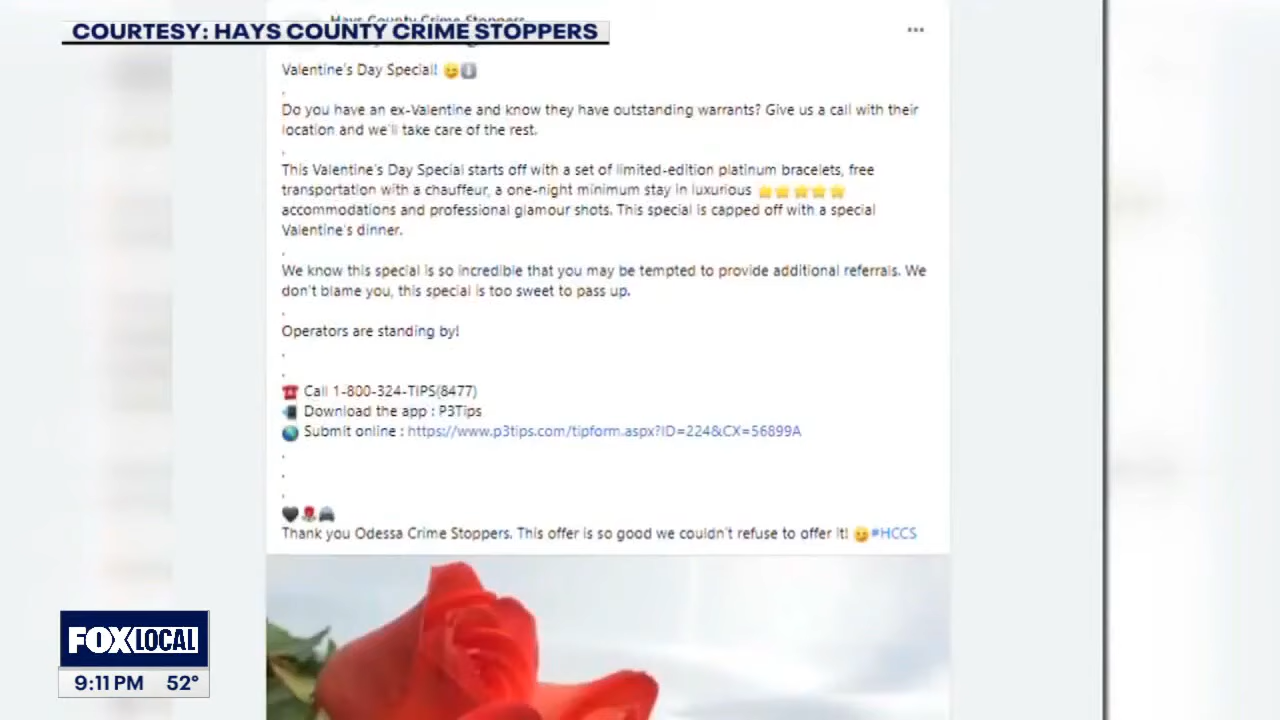 Hays County Crime Stoppers
COURTESY: HAYS COUNTY CRIME STOPPERS
Valentine's Day Special! 😉⬇️
.
Do you have an ex-Valentine and know they have outstanding warrants? Give us a call with their
location and we'll take care of the rest.
.
This Valentine's Day Special starts off with a set of limited-edition platinum bracelets, free
transportation with a chauffeur, a one-night minimum stay in luxurious ⭐⭐⭐⭐⭐
accommodations and professional glamour shots. This special is capped off with a special
Valentine's dinner.
.
We know this special is so incredible that you may be tempted to provide additional referrals. We
don't blame you, this special is too sweet to pass up.
.
Operators are standing by!
.
.
☎️ Call 1-800-324-TIPS(8477)
📲 Download the app : P3Tips
🌎 Submit online : https://www.p3tips.com/tipform.aspx?ID=224&CX=56899A
.
.
.
🖤🌹🚔
Thank you Odessa Crime Stoppers. This offer is so good we couldn't refuse to offer it! 😉#HCCS
FOX LOCAL
9:11 PM 52°